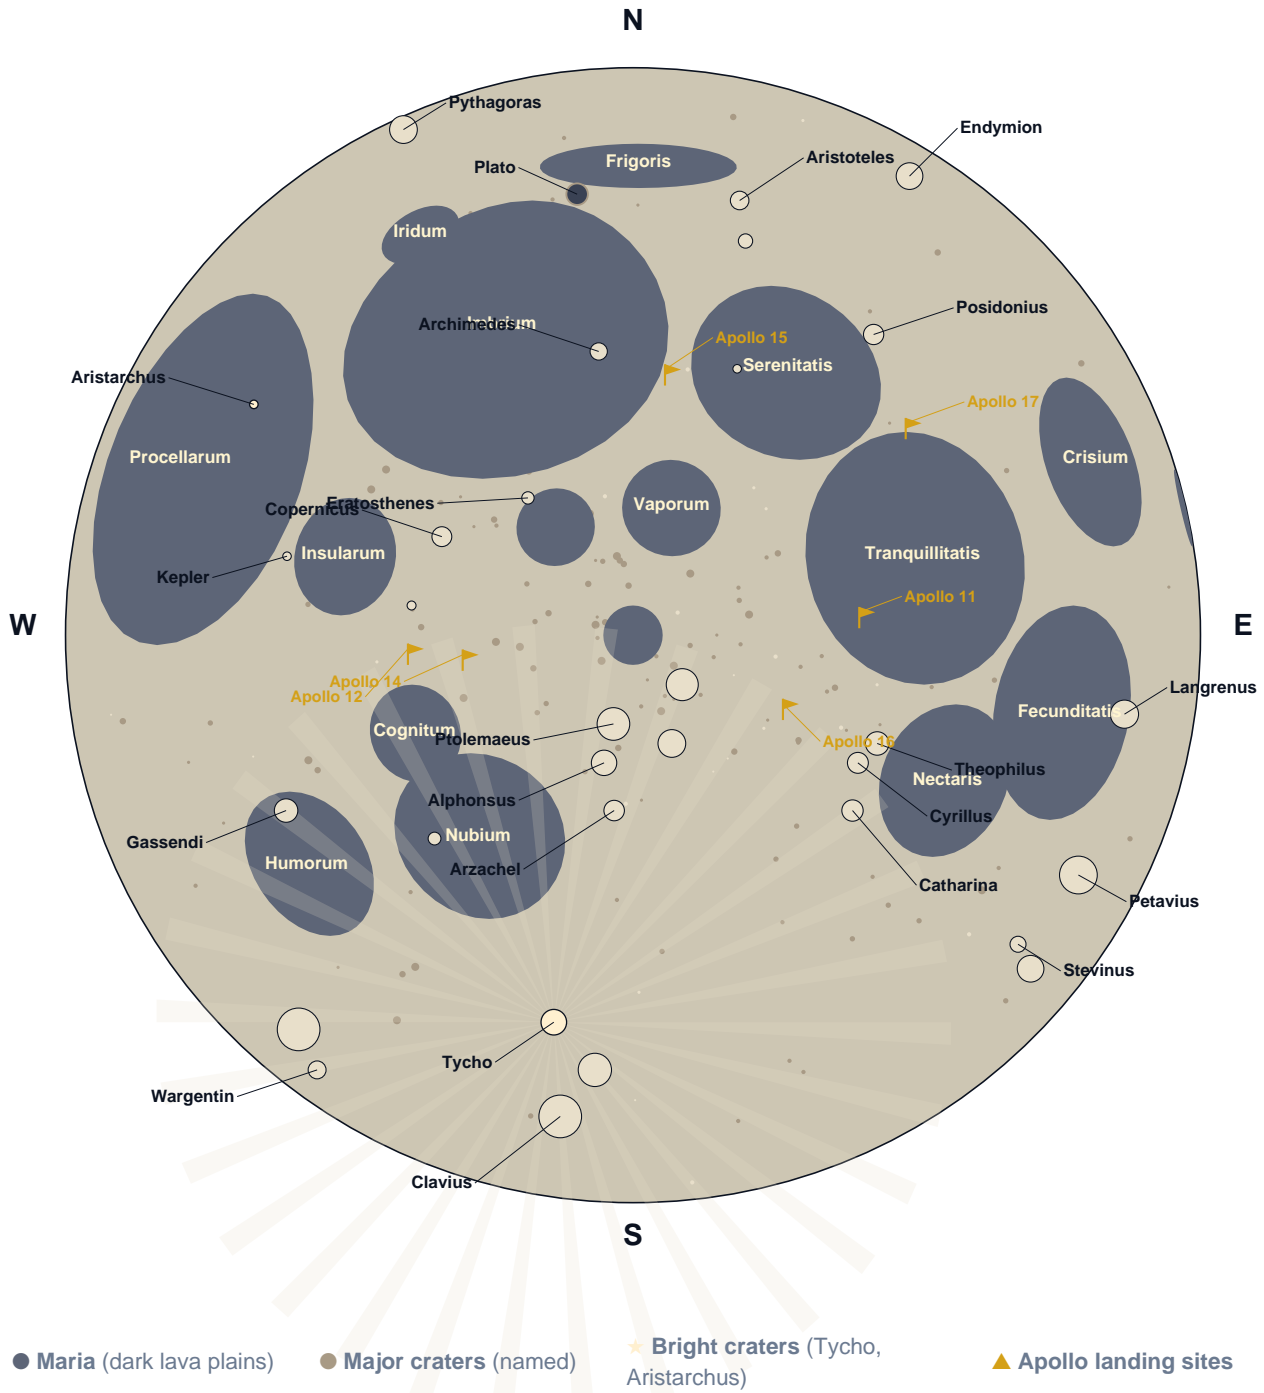 N
Pythagoras
Endymion
Frigoris
Aristoteles
Plato
Iridum
Posidonius
Imbrium
Archimedes
Apollo 15
Serenitatis
Aristarchus
Apollo 17
Procellarum
Crisium
Eratosthenes
Copernicus
Vaporum
Insularum
Tranquillitatis
Kepler
Apollo 11
W
E
Apollo 14
Apollo 12
Langrenus
Fecunditatis
Cognitum
Ptolemaeus
Apollo 16
Theophilus
Nectaris
Alphonsus
Cyrillus
Gassendi
Nubium
Humorum
Arzachel
Catharina
Petavius
Stevinus
Tycho
Wargentin
Clavius
S
Maria (dark lava plains)
Major craters (named)
Bright craters (Tycho,
Aristarchus)
Apollo landing sites